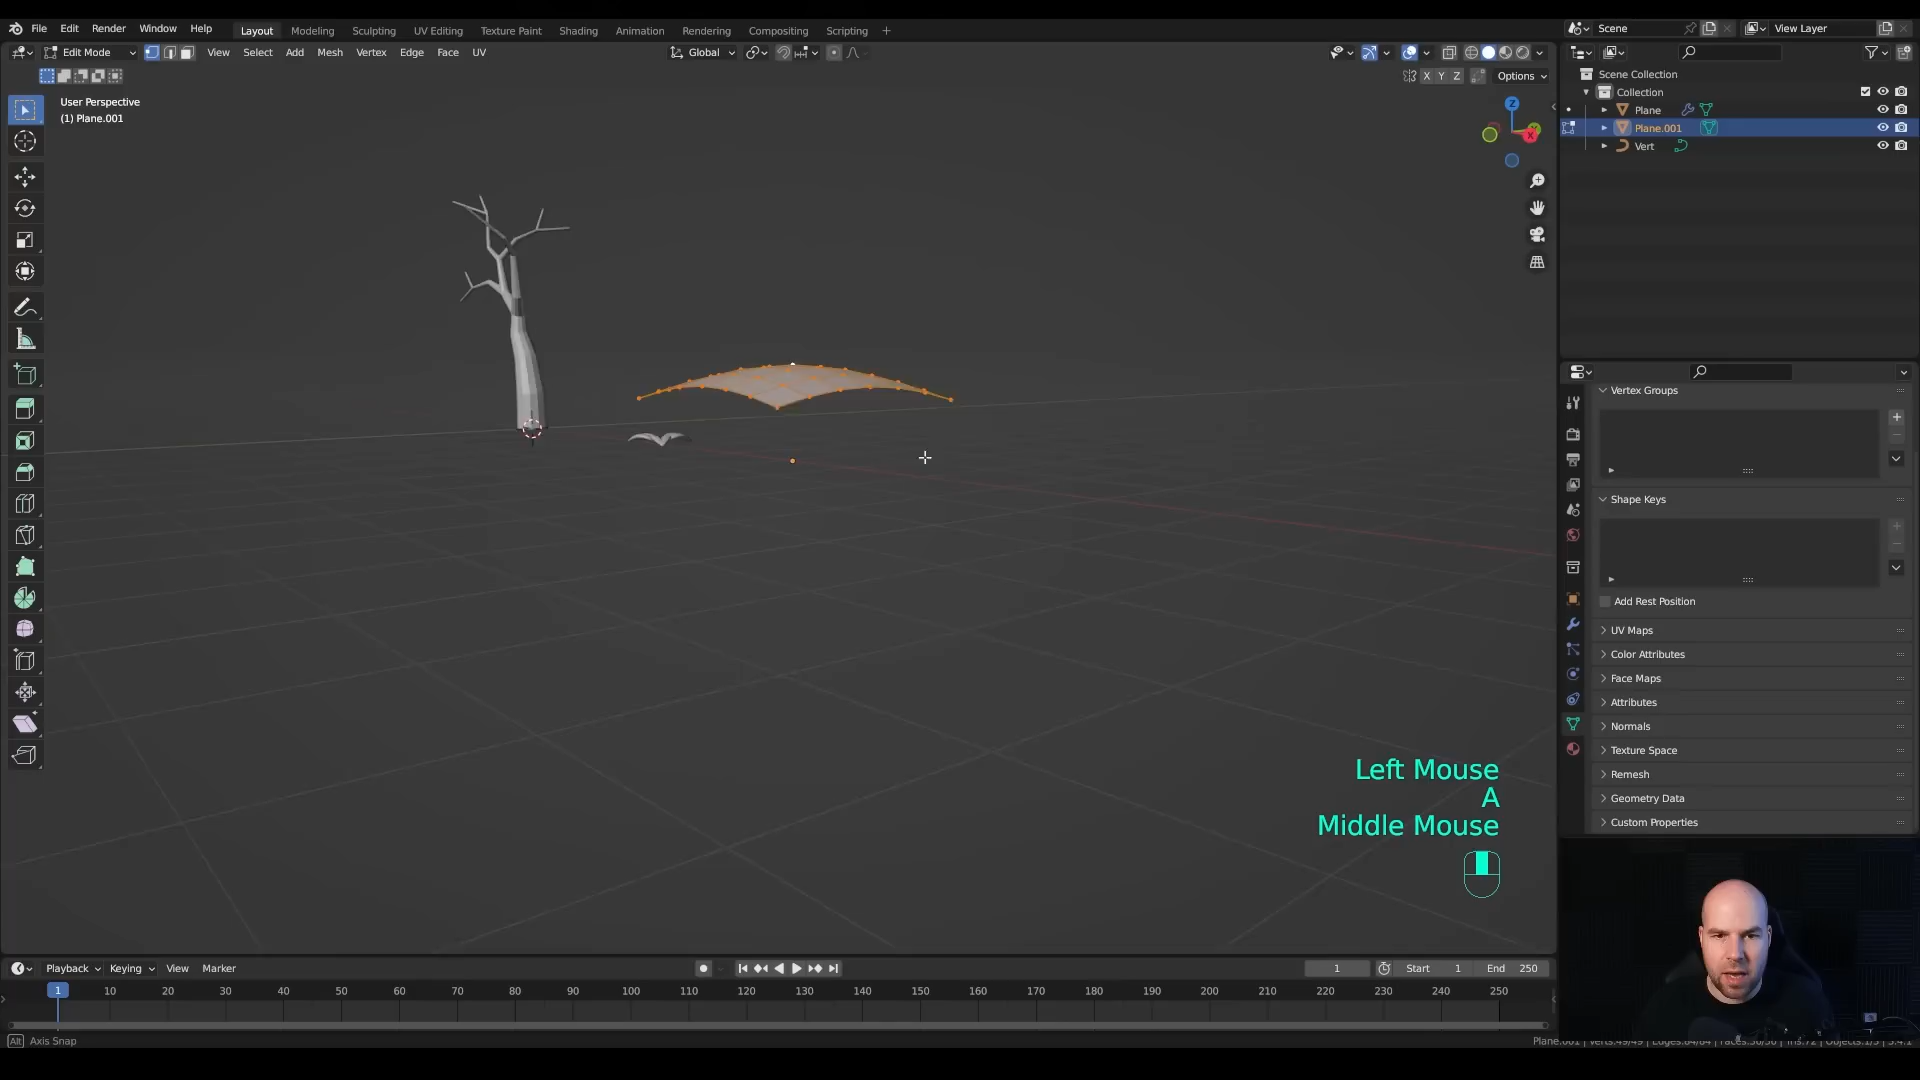 File Edit Render Window Help Layout Modeling Sculpting UV Editing Texture Paint Shading Animation Rendering Compositing Scripting + Scene View Layer
Edit Mode View Select Add Mesh Vertex Edge Face UV Global
X Y Z Options
User Perspective
(1) Plane.001
Z
X
Scene Collection
Collection
Plane
Plane.001
Vert
Vertex Groups
Shape Keys
Add Rest Position
UV Maps
Color Attributes
Face Maps
Attributes
Normals
Texture Space
Remesh
Geometry Data
Custom Properties
Left Mouse
A
Middle Mouse
Playback Keying View Marker 1 Start 1 End 250
1 10 20 30 40 50 60 70 80 90 100 110 120 130 140 150 160 170 180 190 200 210 220 230 240 250
Alt Axis Snap